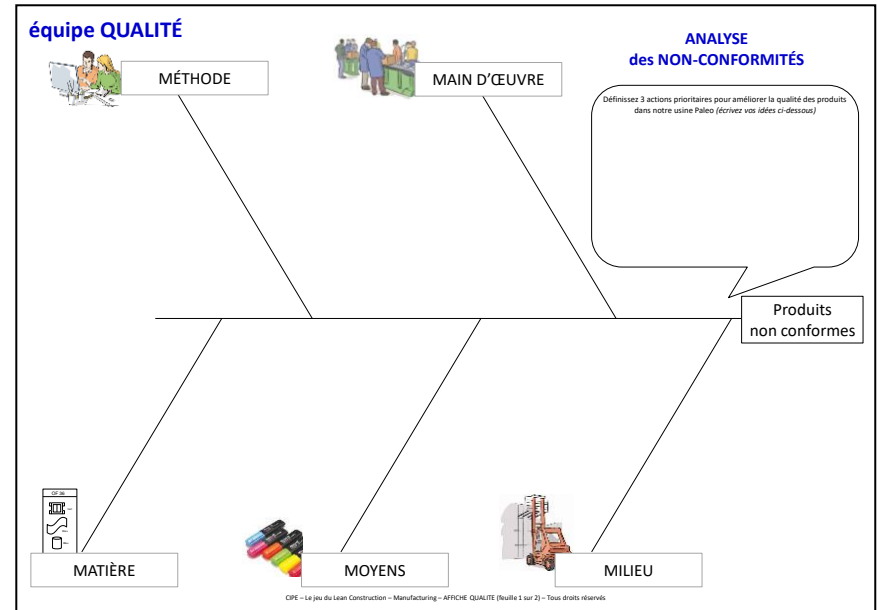 équipe QUALITÉ
ANALYSE
des NON-CONFORMITÉS
MÉTHODE
MAIN D'ŒUVRE
Définissez 3 actions prioritaires pour améliorer la qualité des produits
dans notre usine Paleo (écrivez vos idées ci-dessous)
Produits
non conformes
OF 36
MATIÈRE
MOYENS
MILIEU
CIPE – Le jeu du Lean Construction – Manufacturing – AFFICHE QUALITE (feuille 1 sur 2) – Tous droits réservés